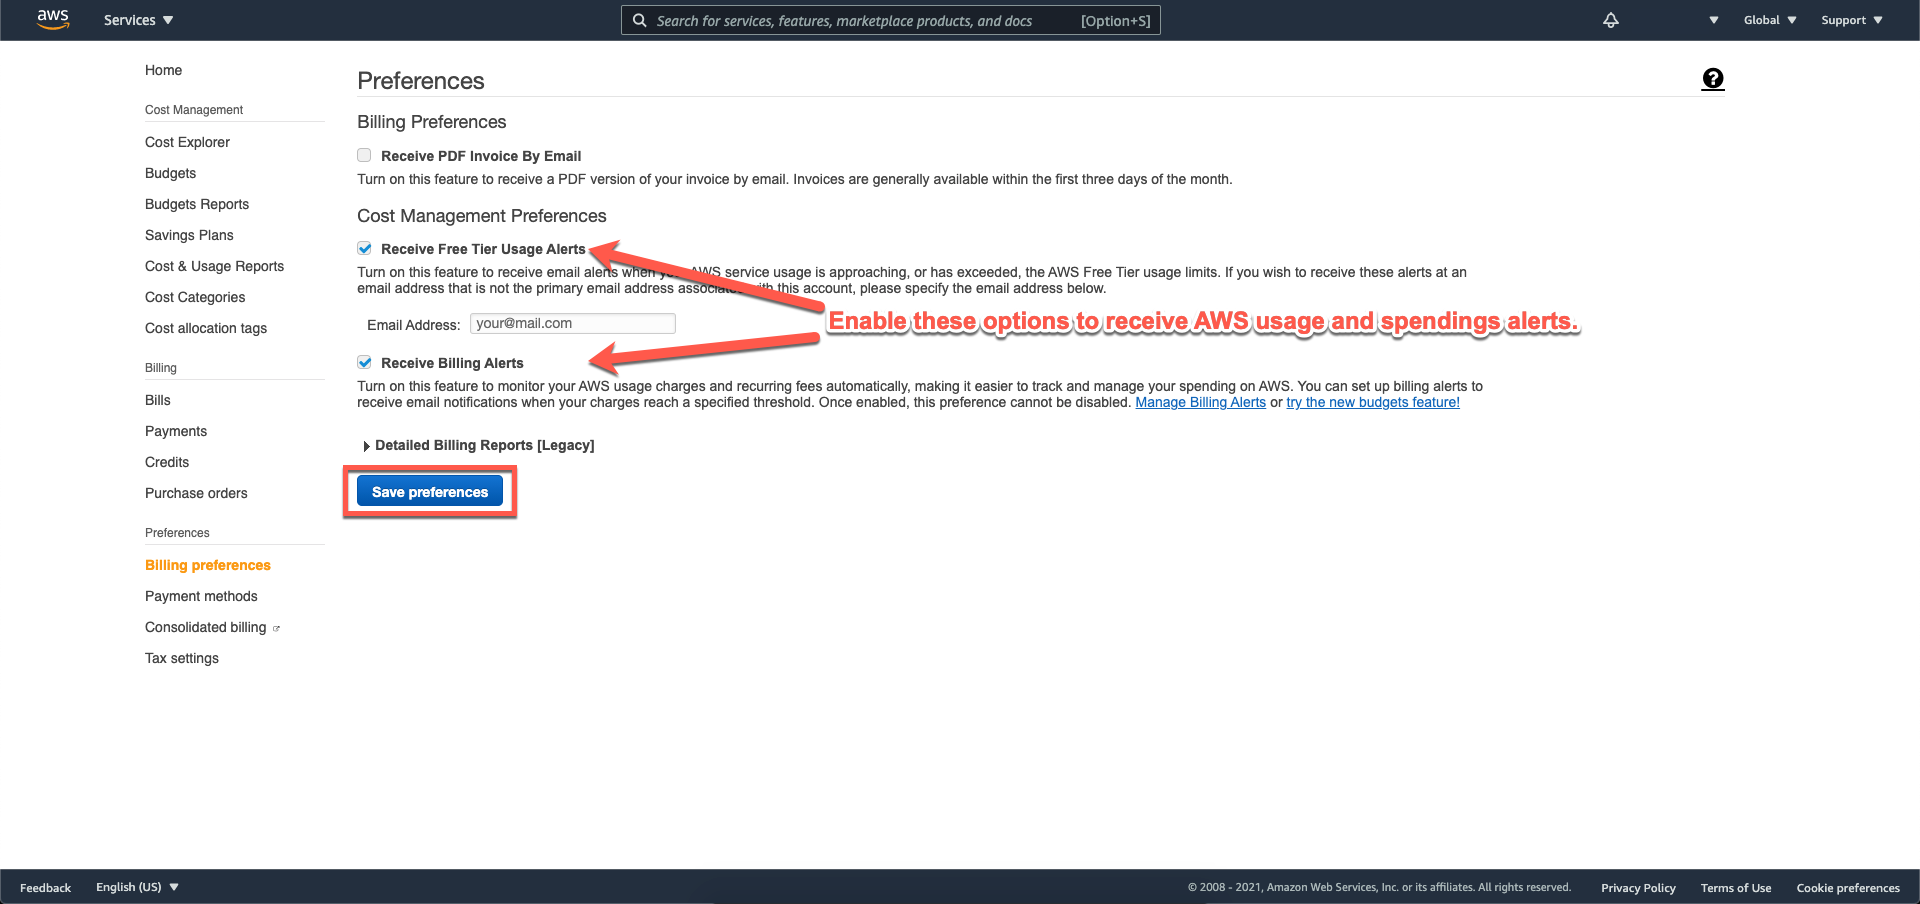 aws
Services
Search for services, features, marketplace products, and docs [Option+S]
Global
Support
Home
Cost Management
Cost Explorer
Budgets
Budgets Reports
Savings Plans
Cost & Usage Reports
Cost Categories
Cost allocation tags
Billing
Bills
Payments
Credits
Purchase orders
Preferences
Billing preferences
Payment methods
Consolidated billing
Tax settings
Preferences
?
Billing Preferences
Receive PDF Invoice By Email
Turn on this feature to receive a PDF version of your invoice by email. Invoices are generally available within the first three days of the month.
Cost Management Preferences
Receive Free Tier Usage Alerts
Turn on this feature to receive email alerts when your AWS service usage is approaching, or has exceeded, the AWS Free Tier usage limits. If you wish to receive these alerts at an
email address that is not the primary email address associated with this account, please specify the email address below.
Email Address: your@mail.com
Enable these options to receive AWS usage and spendings alerts.
Receive Billing Alerts
Turn on this feature to monitor your AWS usage charges and recurring fees automatically, making it easier to track and manage your spending on AWS. You can set up billing alerts to
receive email notifications when your charges reach a specified threshold. Once enabled, this preference cannot be disabled. Manage Billing Alerts or try the new budgets feature!
Detailed Billing Reports [Legacy]
Save preferences
Feedback
English (US)
© 2008 - 2021, Amazon Web Services, Inc. or its affiliates. All rights reserved.
Privacy Policy
Terms of Use
Cookie preferences